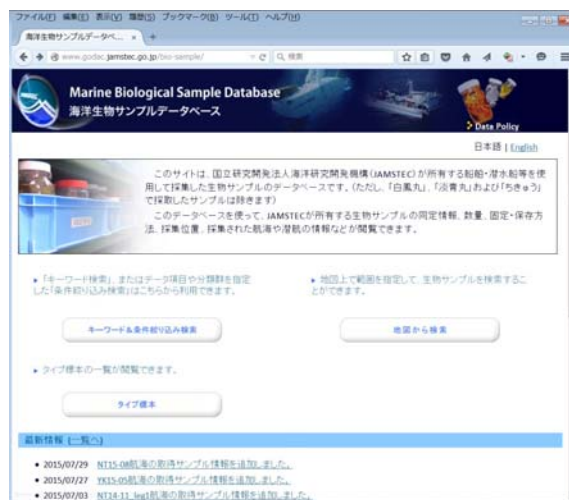 ファイル(F) 編集(E) 表示(V) 履歴(S) ブックマーク(B) ツール(T) ヘルプ(H)
海洋生物サンプルデータベ... × +
www.godac.jamstec.go.jp/bio-sample/ 検索
Marine Biological Sample Database
海洋生物サンプルデータベース
Data Policy
日本語 | English
このサイトは、国立研究開発法人海洋研究開発機構(JAMSTEC)が所有する船舶・潜水船等を使
用して採集した生物サンプルのデータベースです。(ただし、「白鳳丸」、「淡青丸」および「ちきゅう」
で採取したサンプルは除きます)
このデータベースを使って、JAMSTECが所有する生物サンプルの同定情報、数量、固定・保存方
法、採集位置、採集された航海や潜航の情報などが閲覧できます。
「キーワード検索」、またはデータ項目や分類群を指定
した「条件絞り込み検索」はこちらから利用できます。
キーワード&条件絞り込み検索
地図上で範囲を指定して、生物サンプルを検索するこ
とができます。
地図から検索
タイプ標本の一覧が閲覧できます。
タイプ標本
最新情報 (一覧へ)
2015/07/29 NT15-08航海の取得サンプル情報を追加しました。
2015/07/27 YK15-05航海の取得サンプル情報を追加しました。
2015/07/03 NT14-11_leg1航海の取得サンプル情報を追加しました。